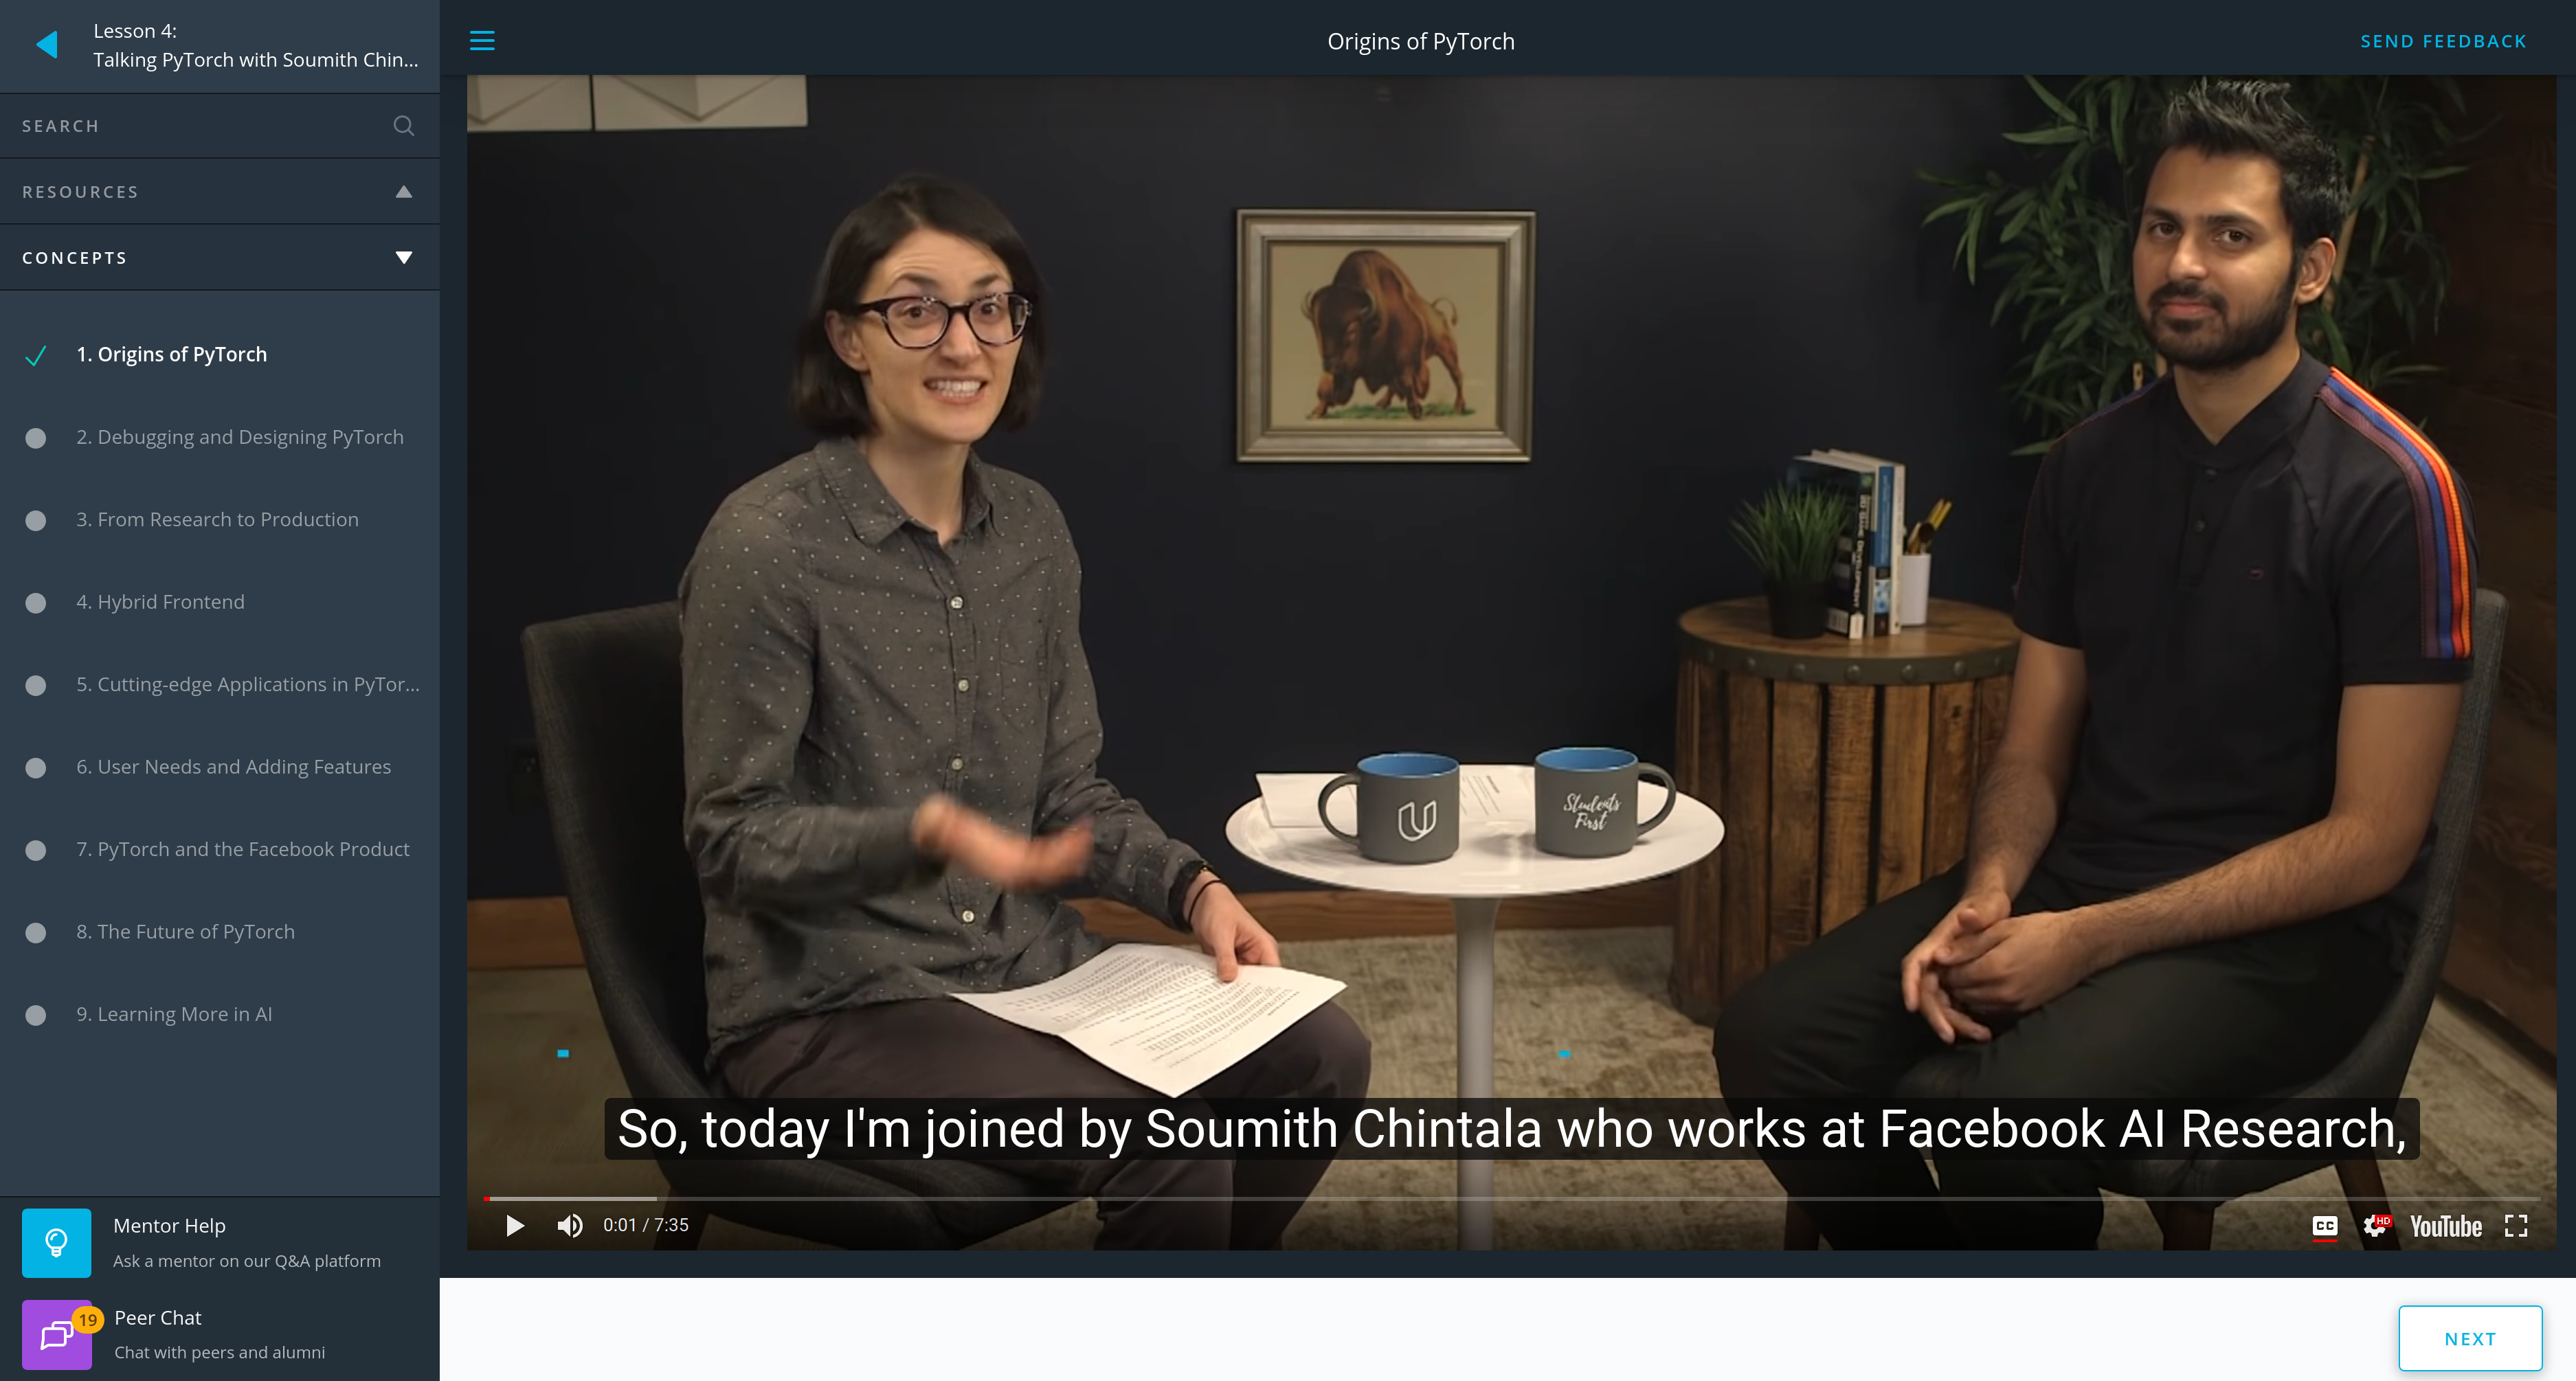 Lesson 4:
Talking PyTorch with Soumith Chin...
SEARCH
RESOURCES
CONCEPTS
1. Origins of PyTorch
2. Debugging and Designing PyTorch
3. From Research to Production
4. Hybrid Frontend
5. Cutting-edge Applications in PyTor...
6. User Needs and Adding Features
7. PyTorch and the Facebook Product
8. The Future of PyTorch
9. Learning More in AI
Mentor Help
Ask a mentor on our Q&A platform
19
Peer Chat
Chat with peers and alumni
Origins of PyTorch
SEND FEEDBACK
Students
First
So, today I'm joined by Soumith Chintala who works at Facebook AI Research,
0:01 / 7:35
CC
HD
YouTube
NEXT